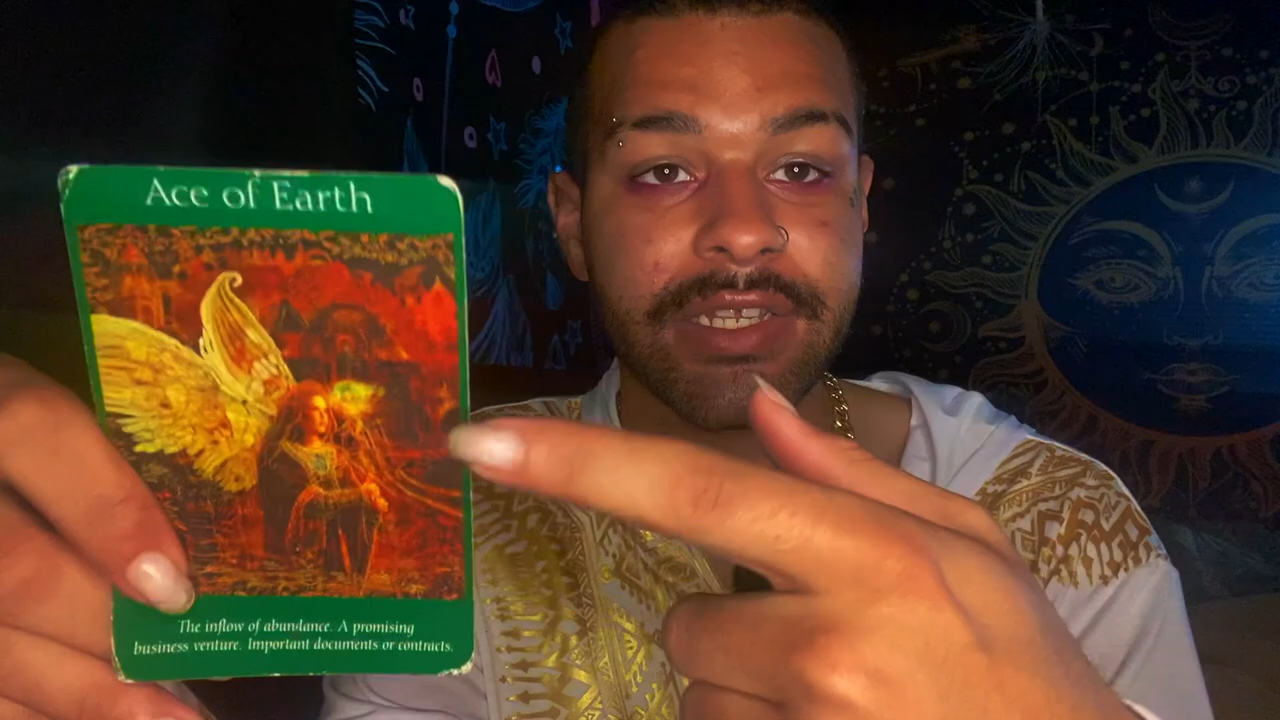 Ace of Earth
The inflow of abundance. A promising
business venture. Important documents or contracts.